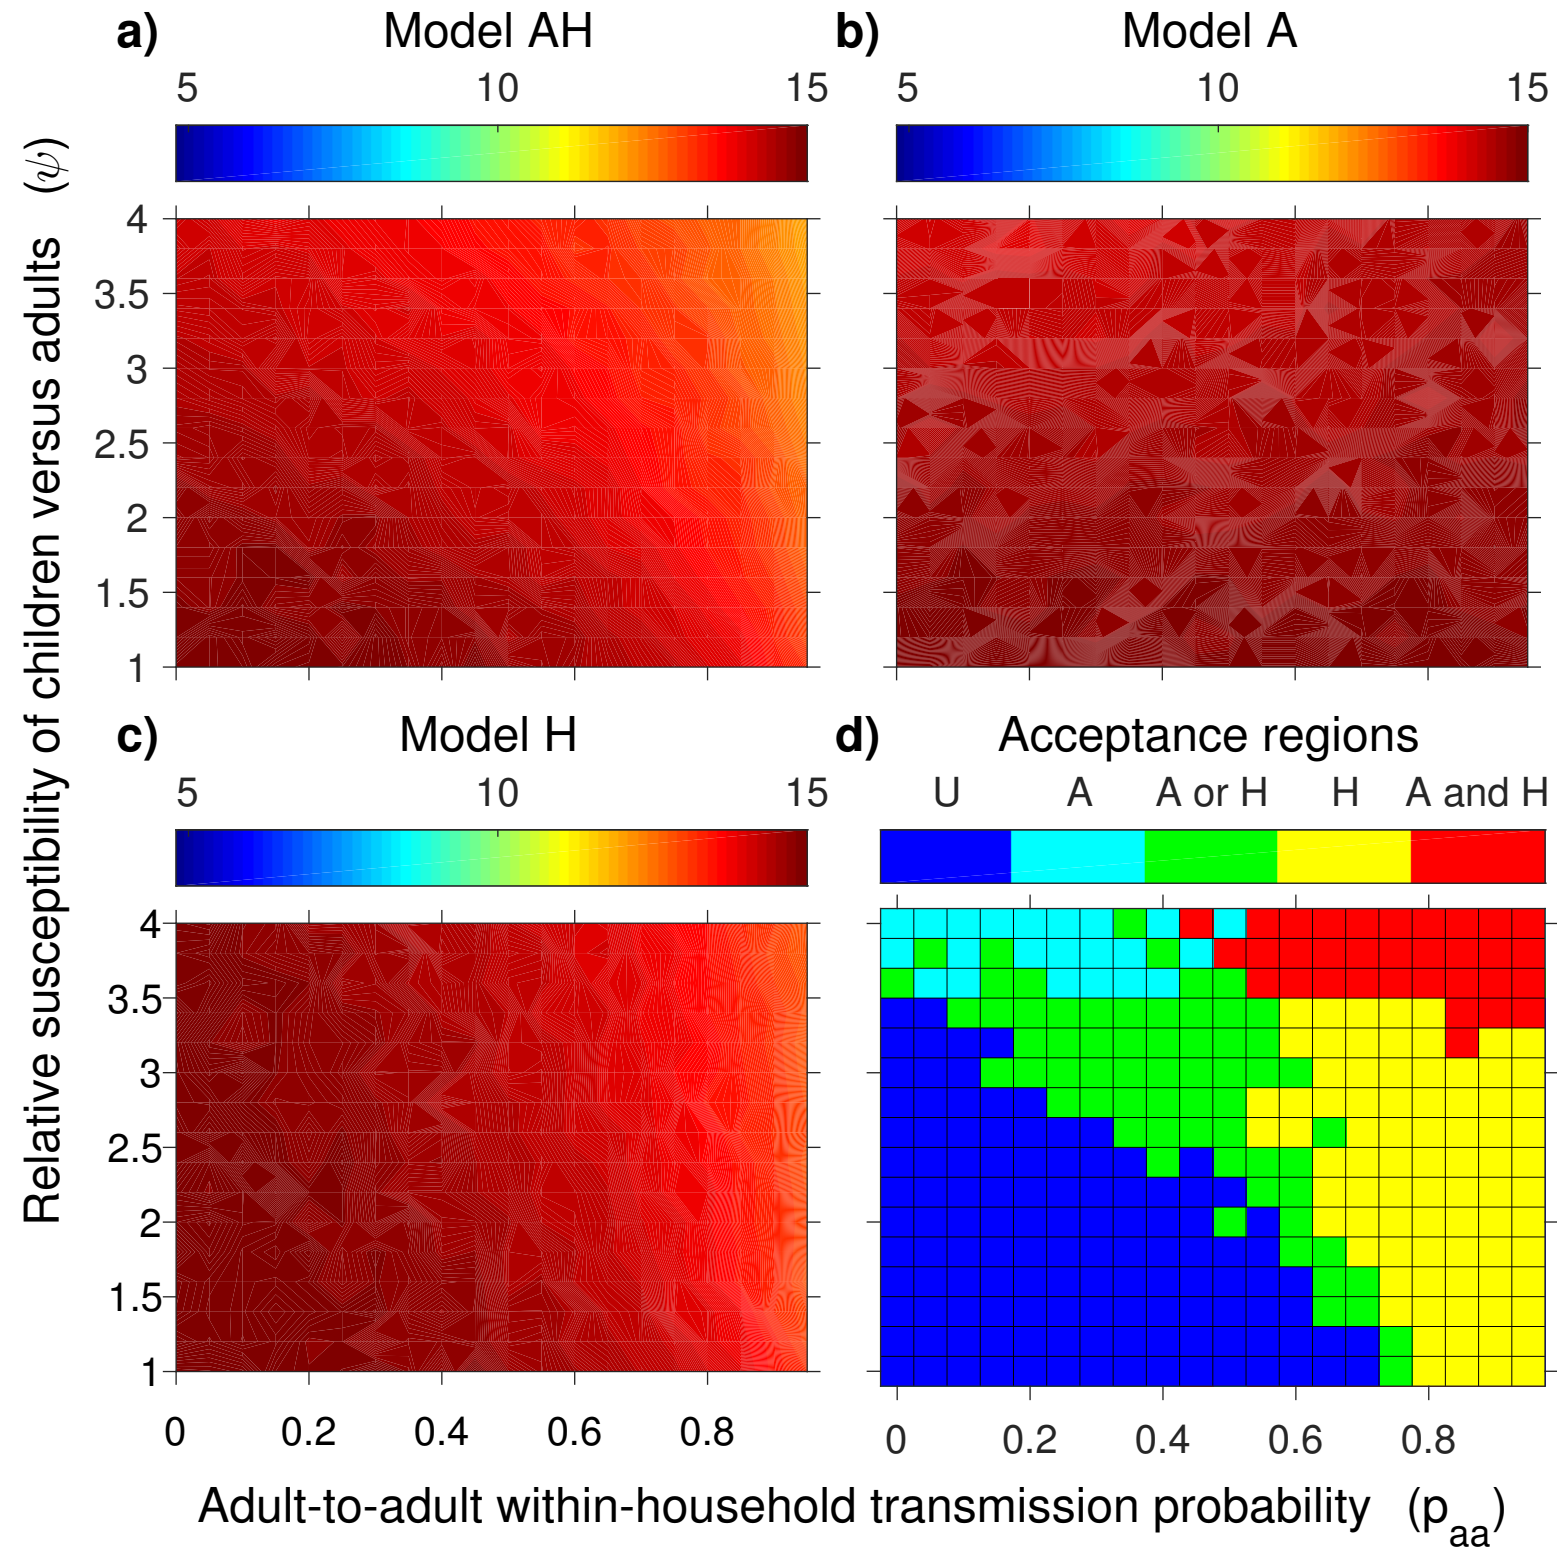 a) Model AH
5 10 15
b) Model A
5 10 15
Relative susceptibility of children versus adults (ψ)
4
3.5
3
2.5
2
1.5
1
c) Model H
5 10 15
d) Acceptance regions
U A A or H H A and H
4
3.5
3
2.5
2
1.5
1
0 0.2 0.4 0.6 0.8
0 0.2 0.4 0.6 0.8
Adult-to-adult within-household transmission probability (p_aa)